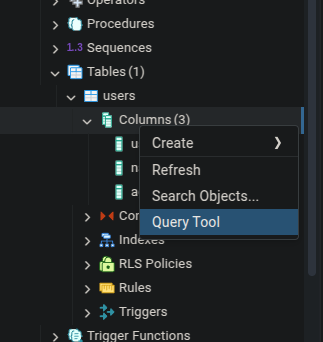 Operators
Procedures
1.3 Sequences
Tables (1)
users
Columns (3)
u
Create
n
Refresh
a
Search Objects...
Query Tool
Con
Indexes
RLS Policies
Rules
Triggers
Trigger Functions